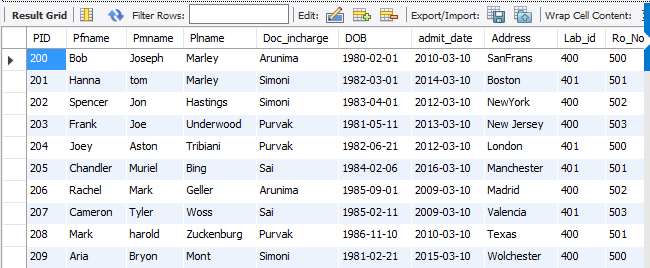 Result Grid Filter Rows: Edit: Export/Import: Wrap Cell Content:
PID Pfname Pmname Plname Doc_incharge DOB admit_date Address Lab_id Ro_No
200 Bob Joseph Marley Arunima 1980-02-01 2010-03-10 SanFrans 400 500
201 Hanna tom Marley Simoni 1982-03-01 2014-03-10 Boston 401 501
202 Spencer Jon Hastings Simoni 1983-04-01 2012-03-10 NewYork 400 502
203 Frank Joe Underwood Purvak 1981-05-11 2013-03-10 New Jersey 400 503
204 Joey Aston Tribiani Purvak 1982-06-21 2012-03-10 London 401 500
205 Chandler Muriel Bing Sai 1984-02-06 2016-03-10 Manchester 401 501
206 Rachel Mark Geller Arunima 1985-09-01 2009-03-10 Madrid 400 502
207 Cameron Tyler Woss Sai 1985-02-11 2009-03-10 Valencia 401 503
208 Mark harold Zuckenburg Purvak 1986-11-10 2010-03-10 Texas 400 501
209 Aria Bryon Mont Simoni 1981-02-21 2015-03-10 Wolchester 400 500